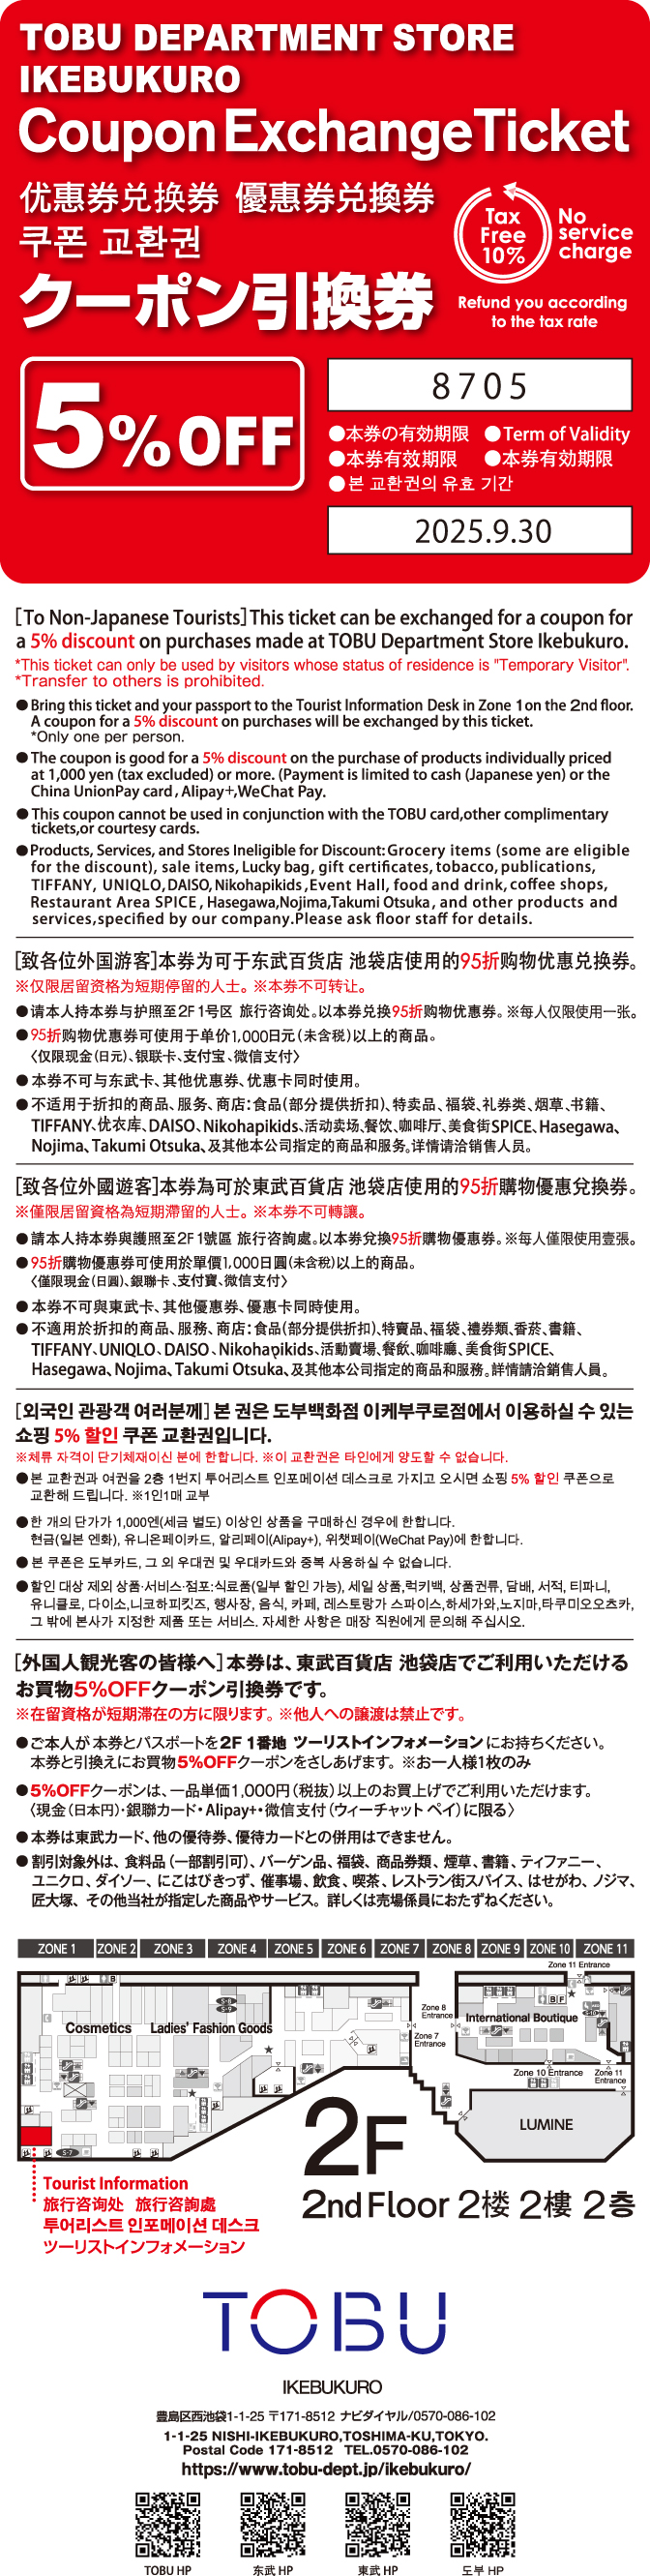 TOBU DEPARTMENT STORE
IKEBUKURO
Coupon Exchange Ticket
优惠券兑换券 優惠券兌換券
쿠폰 교환권
クーポン引換券
Tax
Free
10%
No
service
charge
Refund you according
to the tax rate
5%OFF
8705
●本券の有効期限 ●Term of Validity
●本券有效期限 ●本券有効期限
●본 교환권의 유효 기간
2025.9.30
[To Non-Japanese Tourists]This ticket can be exchanged for a coupon for
a 5% discount on purchases made at TOBU Department Store Ikebukuro.
*This ticket can only be used by visitors whose status of residence is "Temporary Visitor".
*Transfer to others is prohibited.
●Bring this ticket and your passport to the Tourist Information Desk in Zone 1on the 2nd floor.
A coupon for a 5% discount on purchases will be exchanged by this ticket.
*Only one per person.
●The coupon is good for a 5% discount on the purchase of products individually priced
at 1,000 yen (tax excluded) or more. (Payment is limited to cash (Japanese yen) or the
China UnionPay card, Alipay+,WeChat Pay.
●This coupon cannot be used in conjunction with the TOBU card,other complimentary
tickets,or courtesy cards.
●Products, Services, and Stores Ineligible for Discount:Grocery items (some are eligible
for the discount), sale items, Lucky bag, gift certificates, tobacco, publications,
TIFFANY, UNIQLO, DAISO, Nikohapikids ,Event Hall, food and drink, coffee shops,
Restaurant Area SPICE , Hasegawa,Nojima,Takumi Otsuka, and other products and
services,specified by our company.Please ask floor staff for details.
[致各位外国游客]本券为可于东武百货店 池袋店使用的95折购物优惠兑换券。
※仅限居留资格为短期停留的人士。 ※本券不可转让。
●请本人持本券与护照至2F 1号区 旅行咨询处。以本券兑换95折购物优惠券。※每人仅限使用一张。
●95折购物优惠券可使用于单价1,000日元(未含税)以上的商品。
〈仅限现金(日元)、银联卡、支付宝、微信支付〉
●本券不可与东武卡、其他优惠券、优惠卡同时使用。
●不适用于折扣的商品、服务、商店:食品(部分提供折扣)、特卖品、福袋、礼券类、烟草、书籍、
TIFFANY、优衣库、DAISO、Nikohapikids、活动卖场、餐饮、咖啡厅、美食街SPICE、Hasegawa、
Nojima、Takumi Otsuka、及其他本公司指定的商品和服务。详情请洽销售人员。
[致各位外國遊客]本券為可於東武百貨店 池袋店使用的95折購物優惠兌換券。
※僅限居留資格為短期滯留的人士。 ※本券不可轉讓。
●請本人持本券與護照至2F 1號區 旅行咨詢處。以本券兌換95折購物優惠券。※每人僅限使用壹張。
●95折購物優惠券可使用於單價1,000日圓(未含稅)以上的商品。
〈僅限現金(日圓)、銀聯卡、支付寶、微信支付〉
●本券不可與東武卡、其他優惠券、優惠卡同時使用。
●不適用於折扣的商品、服務、商店:食品(部分提供折扣)、特賣品、福袋、禮券類、香菸、書籍、
TIFFANY、UNIQLO、DAISO、Nikohapikids、活動賣場、餐飲、咖啡廳、美食街SPICE、
Hasegawa、Nojima、Takumi Otsuka、及其他本公司指定的商品和服務。詳情請洽銷售人員。
[외국인 관광객 여러분께] 본 권은 도부백화점 이케부쿠로점에서 이용하실 수 있는
쇼핑 5% 할인 쿠폰 교환권입니다.
※체류 자격이 단기체재이신 분에 한합니다. ※이 교환권은 타인에게 양도할 수 없습니다.
●본 교환권과 여권을 2층 1번지 투어리스트 인포메이션 데스크로 가지고 오시면 쇼핑 5% 할인 쿠폰으로
교환해 드립니다. ※1인1매 교부
●한 개의 단가가 1,000엔(세금 별도) 이상인 상품을 구매하신 경우에 한합니다.
현금(일본 엔화), 유니온페이카드, 알리페이(Alipay+), 위챗페이(WeChat Pay)에 한합니다.
●본 쿠폰은 도부카드, 그 외 우대권 및 우대카드와 중복 사용하실 수 없습니다.
●할인 대상 제외 상품·서비스·점포:식료품(일부 할인 가능), 세일 상품,럭키백, 상품권류, 담배, 서적, 티파니,
유니클로, 다이소,니코하피킷즈, 행사장, 음식, 카페, 레스토랑가 스파이스,하세가와,노지마,타쿠미오오츠카,
그 밖에 본사가 지정한 제품 또는 서비스. 자세한 사항은 매장 직원에게 문의해 주십시오.
[外国人観光客の皆様へ]本券は、東武百貨店 池袋店でご利用いただける
お買物5%OFFクーポン引換券です。
※在留資格が短期滞在の方に限ります。 ※他人への譲渡は禁止です。
●ご本人が本券とパスポートを2F 1番地 ツーリストインフォメーションにお持ちください。
本券と引換えにお買物5%OFFクーポンをさしあげます。 ※お一人様1枚のみ
●5%OFFクーポンは、一品単価1,000円(税抜)以上のお買上げでご利用いただけます。
〈現金(日本円)・銀聯カード・Alipay+・微信支付(ウィーチャット ペイ)に限る〉
●本券は東武カード、他の優待券、優待カードとの併用はできません。
●割引対象外は、食料品(一部割引可)、バーゲン品、福袋、商品券類、煙草、書籍、ティファニー、
ユニクロ、ダイソー、にこはぴきっず、催事場、飲食、喫茶、レストラン街スパイス、はせがわ、ノジマ、
匠大塚、その他当社が指定した商品やサービス。詳しくは売場係員におたずねください。
ZONE 1 ZONE 2 ZONE 3 ZONE 4 ZONE 5 ZONE 6 ZONE 7 ZONE 8 ZONE 9 ZONE 10 ZONE 11
Zone 11 Entrance
Cosmetics
Ladies' Fashion Goods
Zone 8
Entrance
Zone 7
Entrance
International Boutique
Zone 10 Entrance
Zone 11
Entrance
LUMINE
S-7
2F
2nd Floor 2楼 2樓 2층
Tourist Information
旅行咨询处 旅行咨詢處
투어리스트 인포메이션 데스크
ツーリストインフォメーション
TOBU
IKEBUKURO
豊島区西池袋1-1-25 〒171-8512 ナビダイヤル/0570-086-102
1-1-25 NISHI-IKEBUKURO,TOSHIMA-KU,TOKYO.
Postal Code 171-8512 TEL.0570-086-102
https://www.tobu-dept.jp/ikebukuro/
TOBU HP
东武 HP
東武 HP
도부 HP